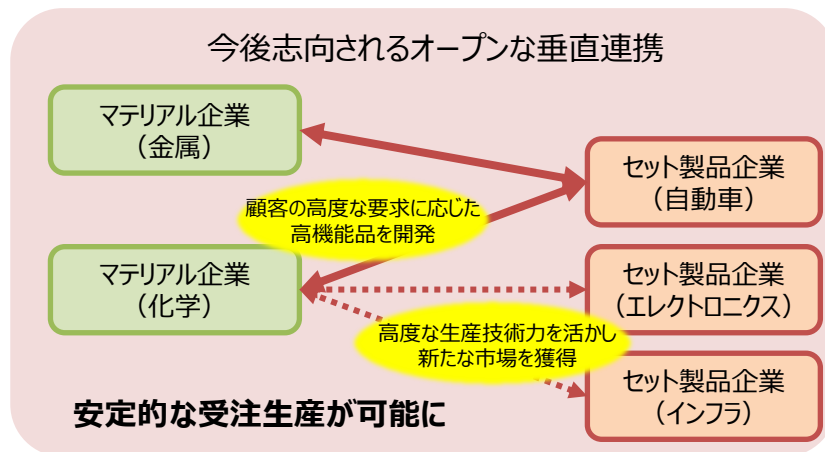 今後志向されるオープンな垂直連携
マテリアル企業
（金属）
セット製品企業
（自動車）
顧客の高度な要求に応じた
高機能品を開発
マテリアル企業
（化学）
セット製品企業
（エレクトロニクス）
高度な生産技術力を活かし
新たな市場を獲得
セット製品企業
（インフラ）
安定的な受注生産が可能に